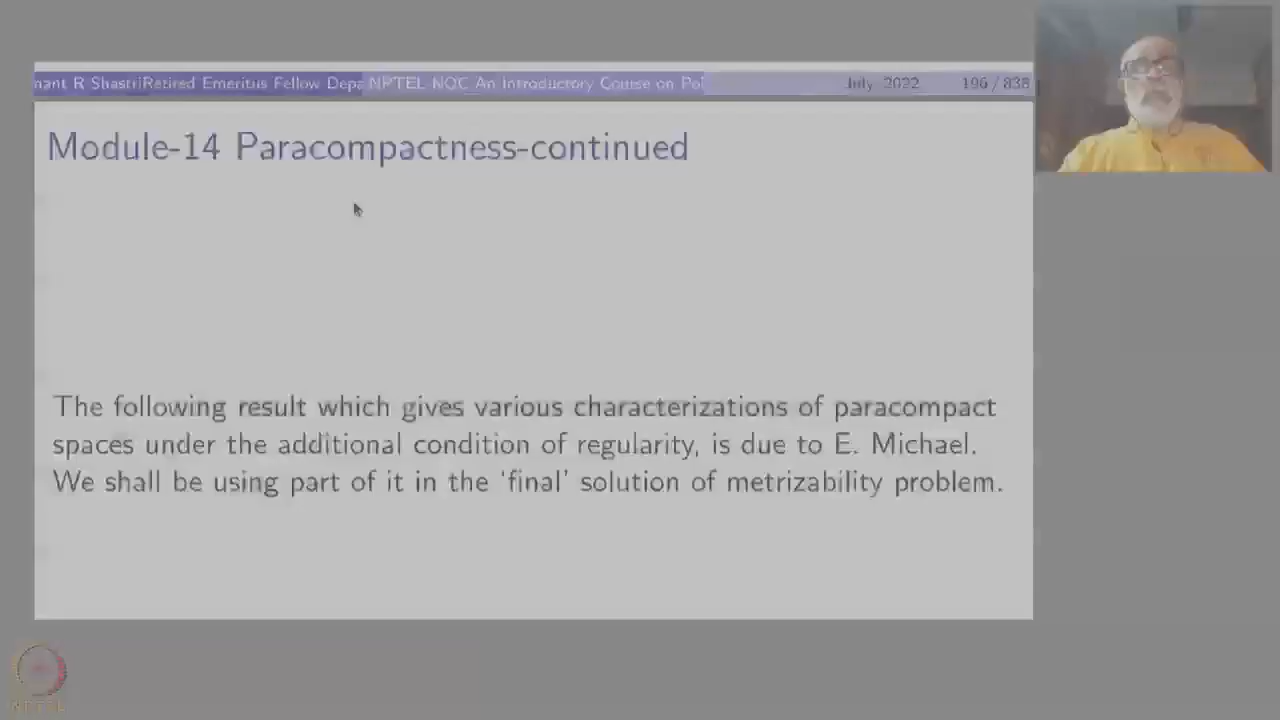 nant R Shastri Retired Emeritus Fellow Depa NPTEL-NOC An Introductory Course on Poi July, 2022 196 / 838
Module-14 Paracompactness-continued
The following result which gives various characterizations of paracompact
spaces under the additional condition of regularity, is due to E. Michael.
We shall be using part of it in the ‘final’ solution of metrizability problem.
NPTEL